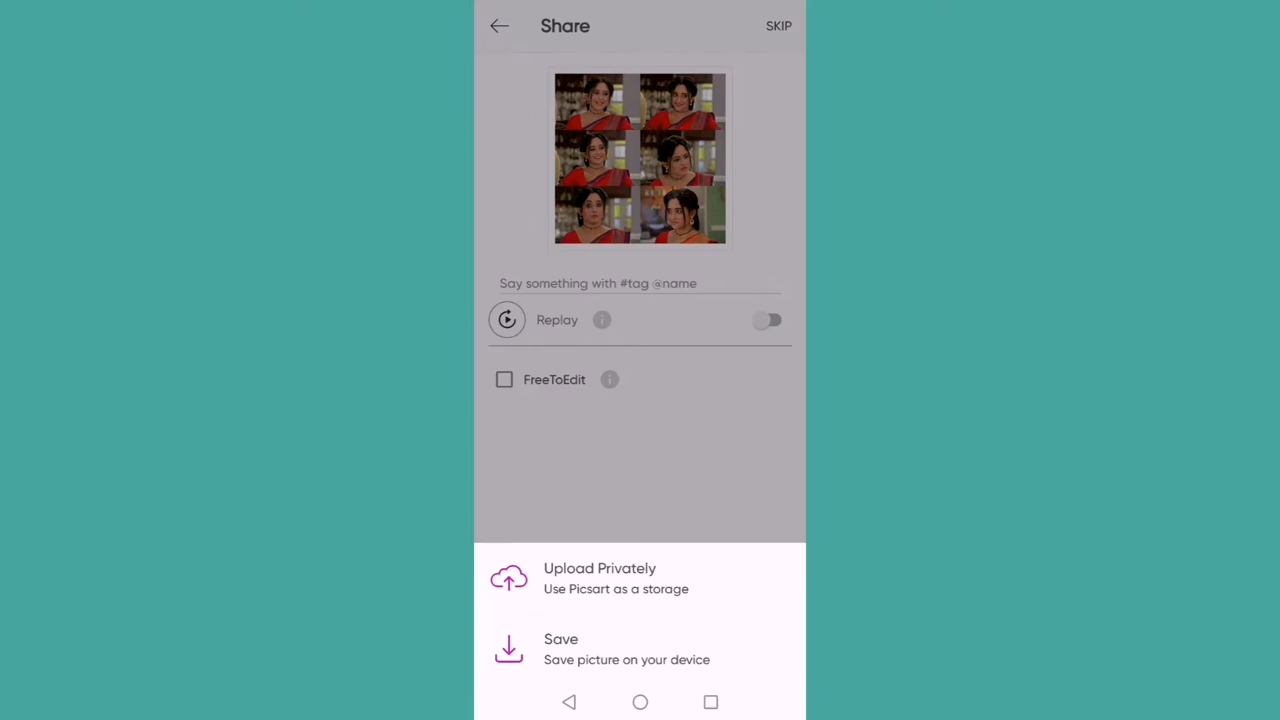 Share
SKIP
Say something with #tag @name
Replay
FreeToEdit
Upload Privately
Use Picsart as a storage
Save
Save picture on your device